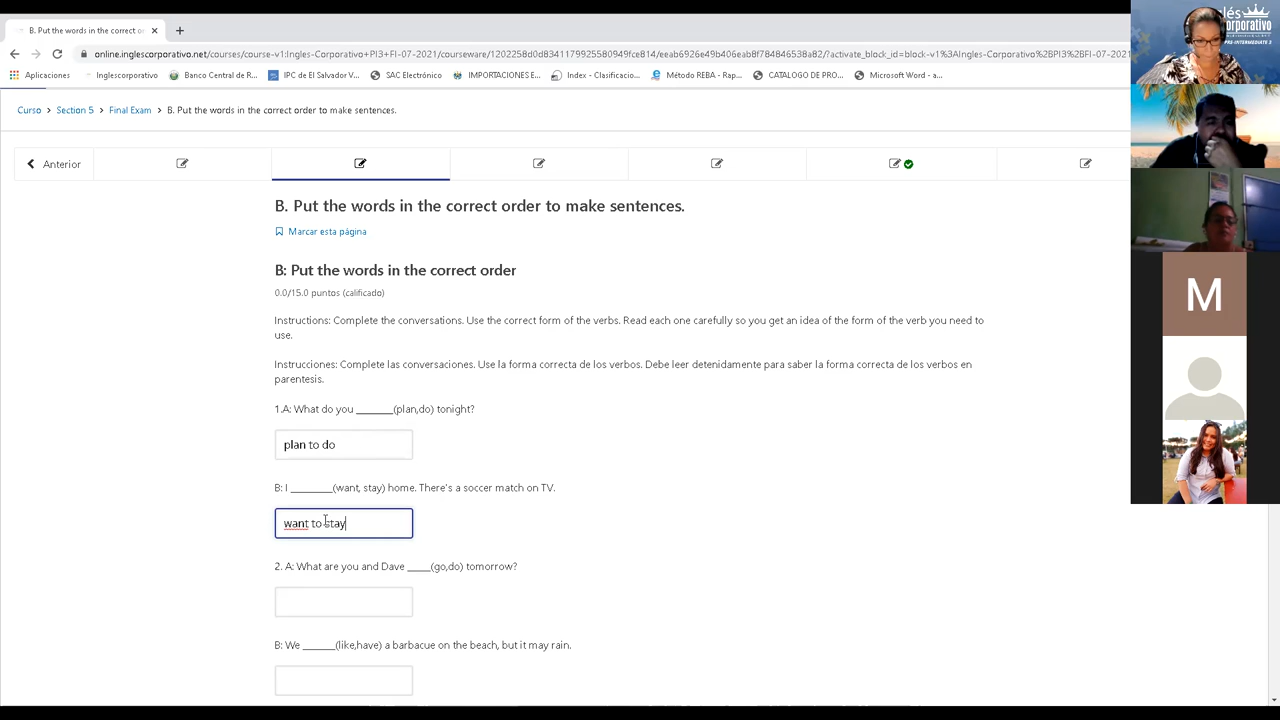 B. Put the words in the correct or
online.inglescorporativo.net/courses/course-v1:Ingles-Corporativo+PI3+FI-07-2021/courseware/
Aplicaciones
Inglescorporativo
Banco Central de R...
IPC de El Salvador V...
SAC Electrónico
IMPORTACIONES E...
Index - Clasificacio...
Método REBA - Rap...
CATALOGO DE PRO...
Microsoft Word - a...
glés
orporativo
PRE-INTERMEDIATE 3
Curso > Section 5 > Final Exam > B. Put the words in the correct order to make sentences.
Anterior
B. Put the words in the correct order to make sentences.
Marcar esta página
B: Put the words in the correct order
0.0/15.0 puntos (calificado)
Instructions: Complete the conversations. Use the correct form of the verbs. Read each one carefully so you get an idea of the form of the verb you need to
use.
Instrucciones: Complete las conversaciones. Use la forma correcta de los verbos. Debe leer detenidamente para saber la forma correcta de los verbos en
parentesis.
1.A: What do you _______(plan,do) tonight?
plan to do
B: I ________(want, stay) home. There's a soccer match on TV.
want to stay
2. A: What are you and Dave ____(go,do) tomorrow?
B: We ______(like,have) a barbacue on the beach, but it may rain.
M